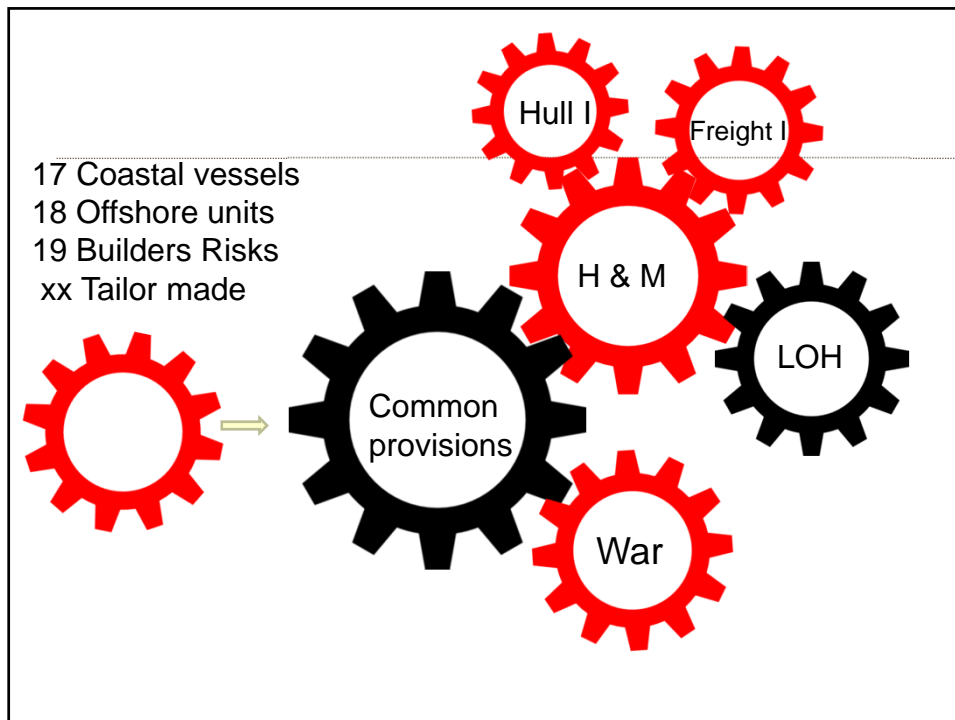 Hull I
Freight I
17 Coastal vessels
18 Offshore units
19 Builders Risks
xx Tailor made
H & M
LOH
Common
provisions
War